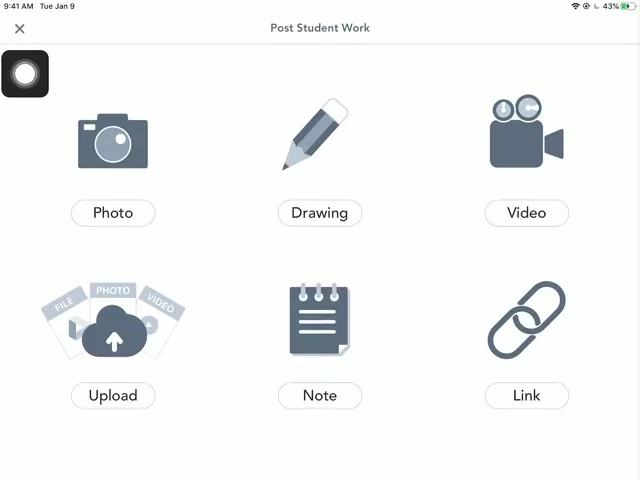 9:41 AM Tue Jan 9
43%
Post Student Work
Photo
Drawing
Video
FILE
PHOTO
VIDEO
Upload
Note
Link